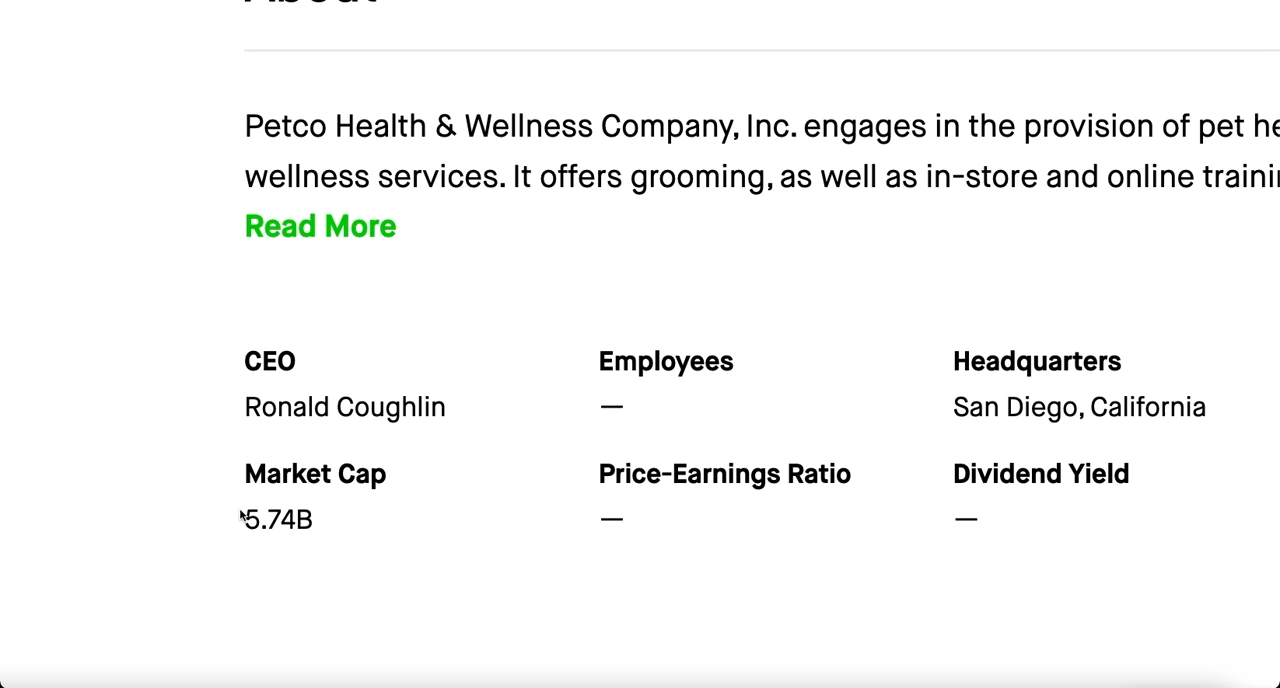 About
Petco Health & Wellness Company, Inc. engages in the provision of pet
wellness services. It offers grooming, as well as in-store and online
Read More
CEO
Employees
Headquarters
Ronald Coughlin
—
San Diego, California
Market Cap
Price-Earnings Ratio
Dividend Yield
5.74B
—
—